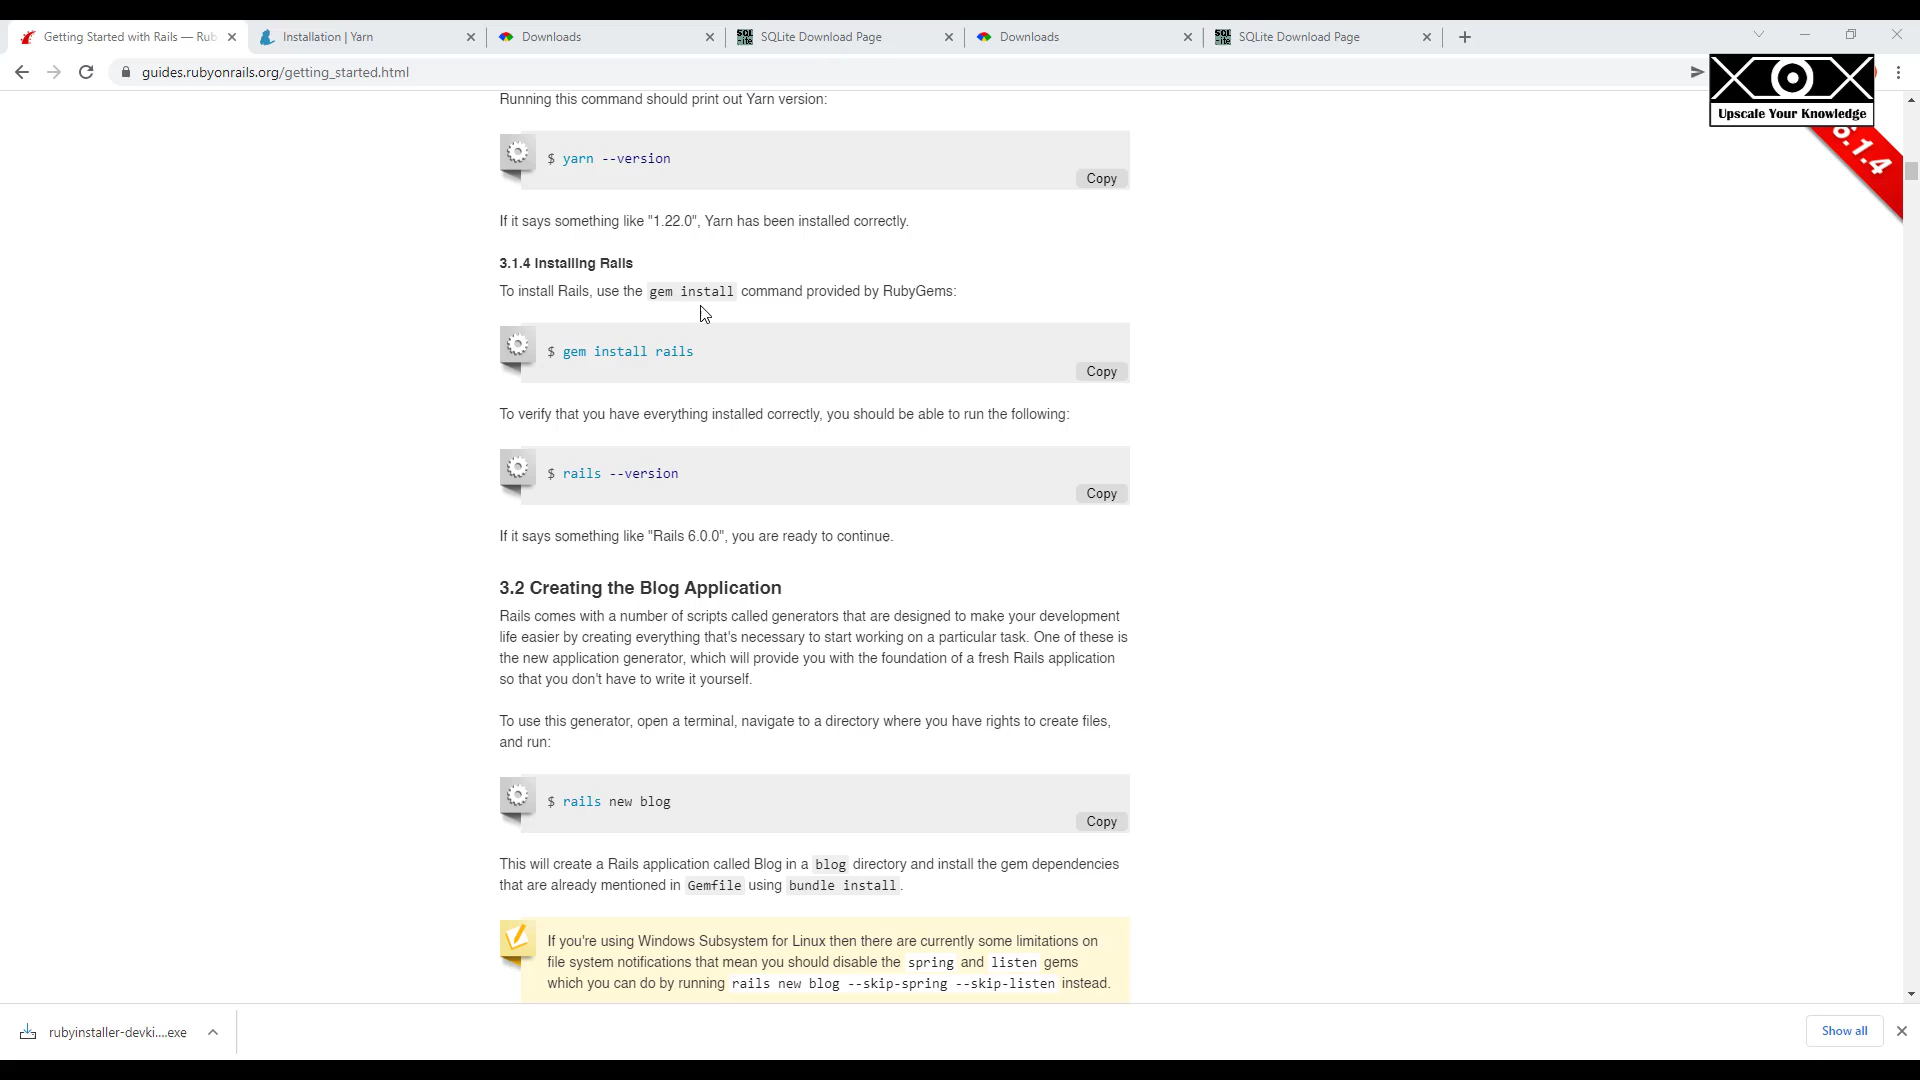 Getting Started with Rails — Rub
Installation | Yarn
Downloads
SQLite Download Page
Downloads
SQLite Download Page
guides.rubyonrails.org/getting_started.html
Upscale Your Knowledge
6.1.4
Running this command should print out Yarn version:
$ yarn --version
Copy
If it says something like "1.22.0", Yarn has been installed correctly.
3.1.4 Installing Rails
To install Rails, use the gem install command provided by RubyGems:
$ gem install rails
Copy
To verify that you have everything installed correctly, you should be able to run the following:
$ rails --version
Copy
If it says something like "Rails 6.0.0", you are ready to continue.
3.2 Creating the Blog Application
Rails comes with a number of scripts called generators that are designed to make your development
life easier by creating everything that's necessary to start working on a particular task. One of these is
the new application generator, which will provide you with the foundation of a fresh Rails application
so that you don't have to write it yourself.
To use this generator, open a terminal, navigate to a directory where you have rights to create files,
and run:
$ rails new blog
Copy
This will create a Rails application called Blog in a blog directory and install the gem dependencies
that are already mentioned in Gemfile using bundle install.
If you're using Windows Subsystem for Linux then there are currently some limitations on
file system notifications that mean you should disable the spring and listen gems
which you can do by running rails new blog --skip-spring --skip-listen instead.
rubyinstaller-devki....exe
Show all